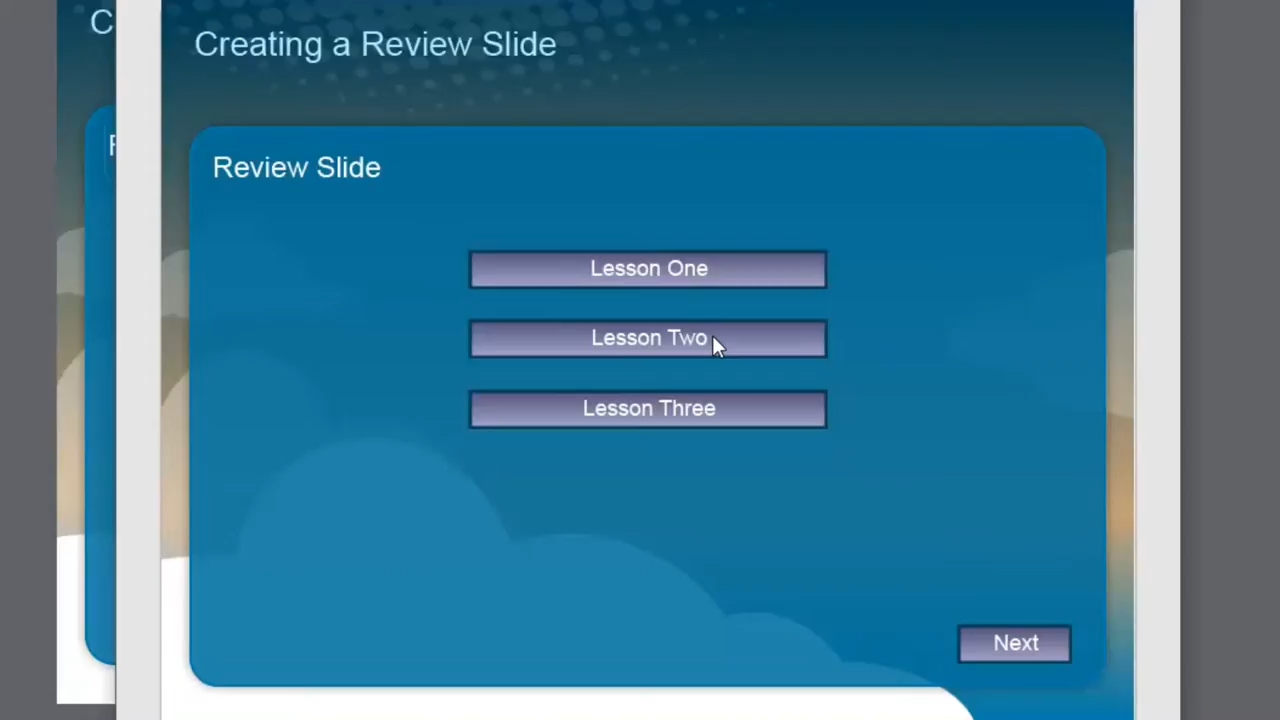 Creating a Review Slide
Review Slide
Lesson One
Lesson Two
Lesson Three
Next